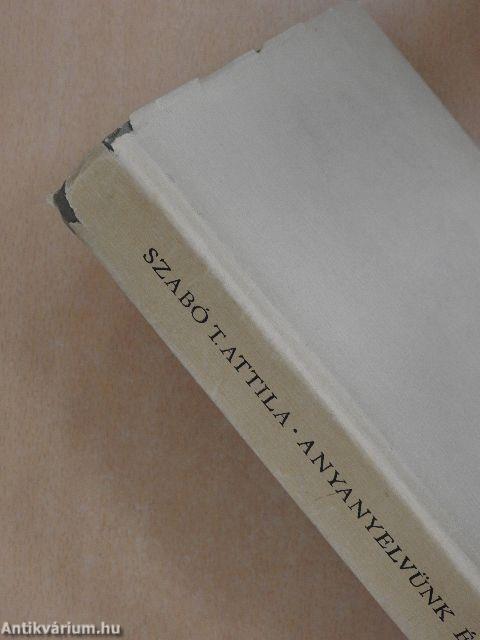 SZABÓ T. ATTILA · ANYANYELVÜNK É
Antikvárium.hu